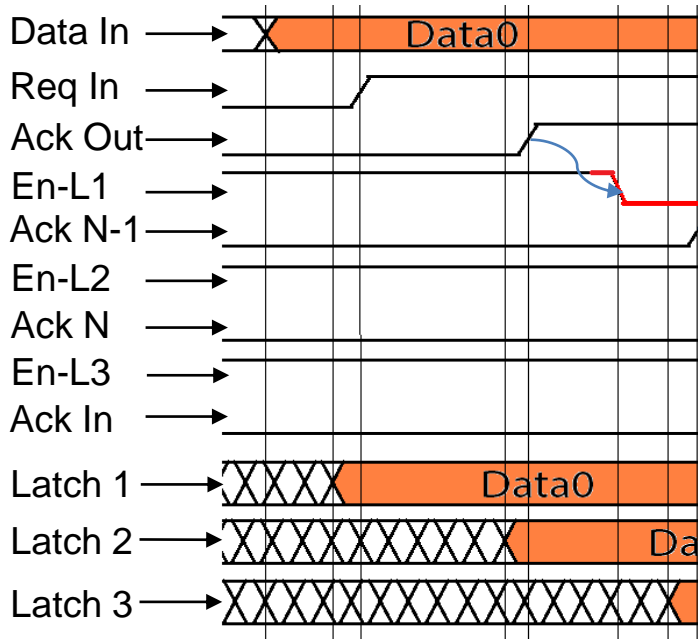 Data In
Data0
Req In
Ack Out
En-L1
Ack N-1
En-L2
Ack N
En-L3
Ack In
Latch 1
Data0
Latch 2
Da
Latch 3